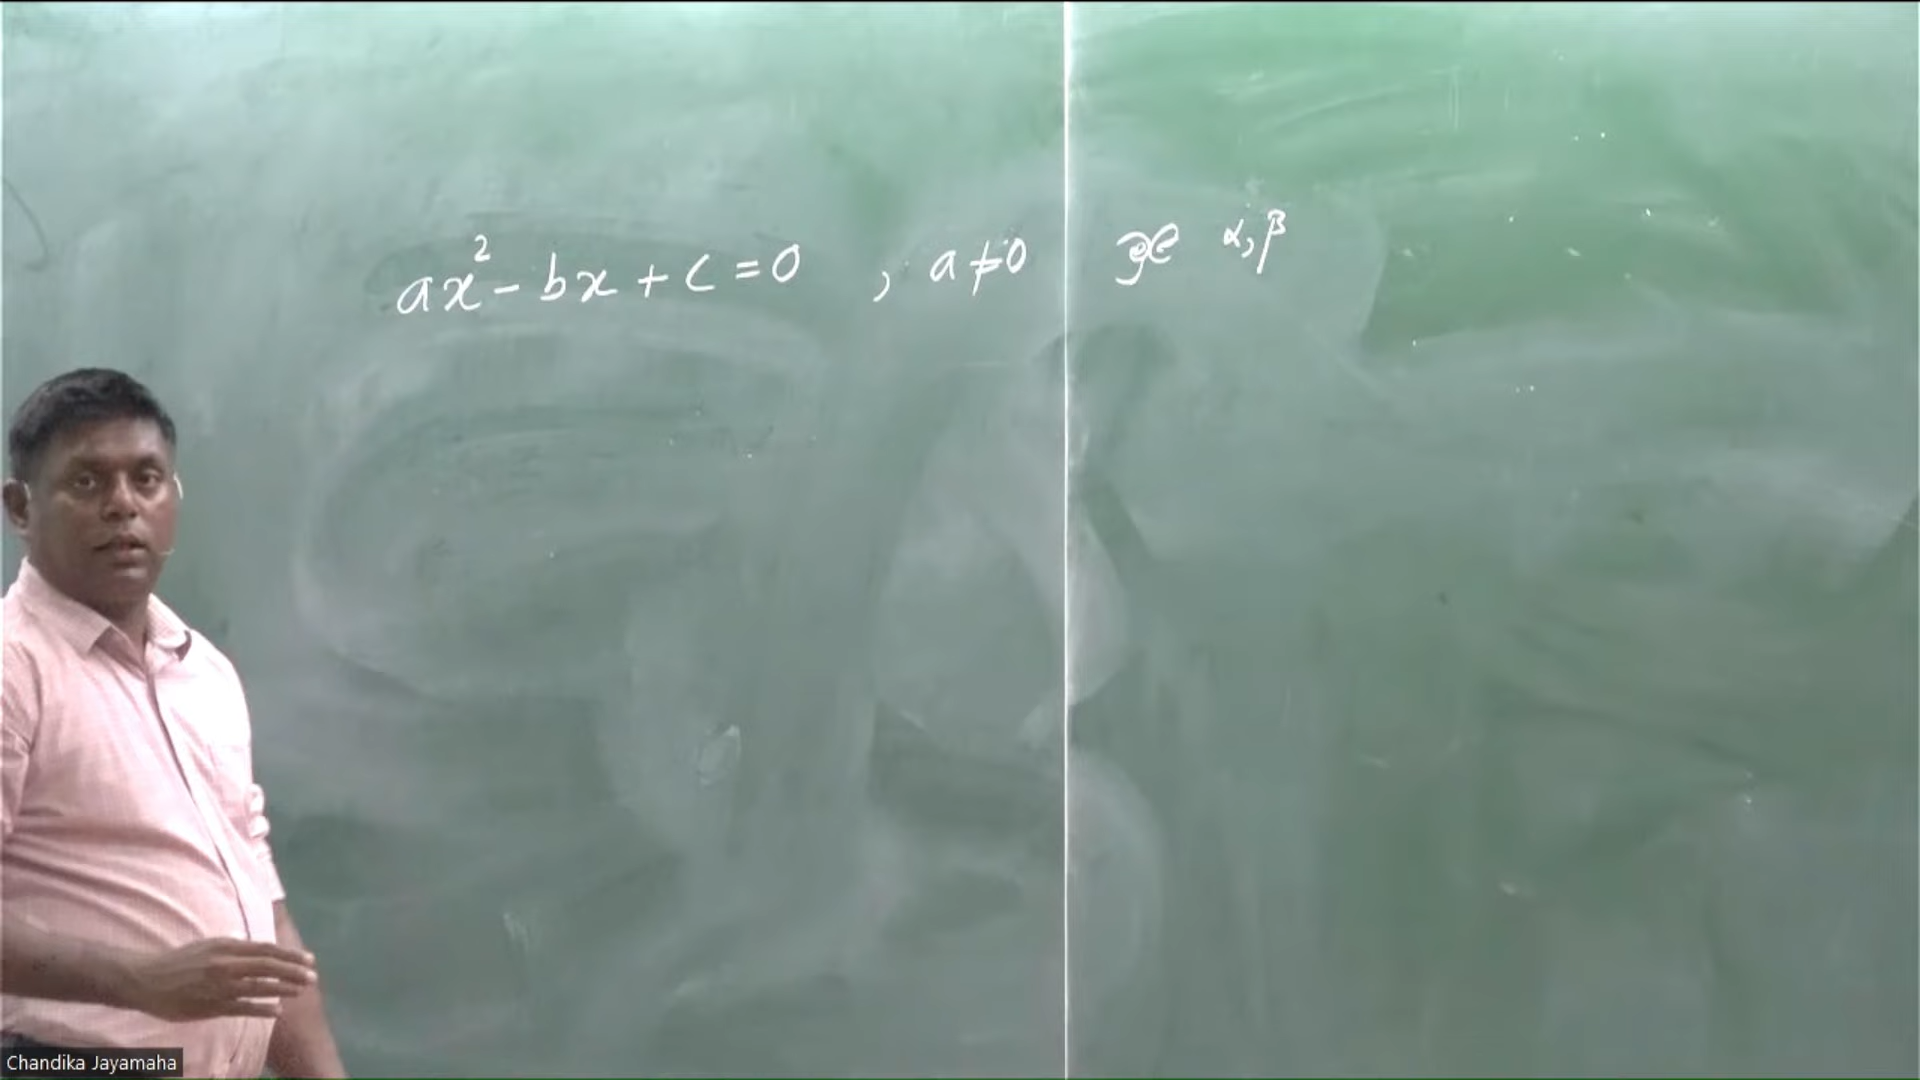 ax² - bx + c = 0 , a ≠ 0 මූල α, β
Chandika Jayamaha